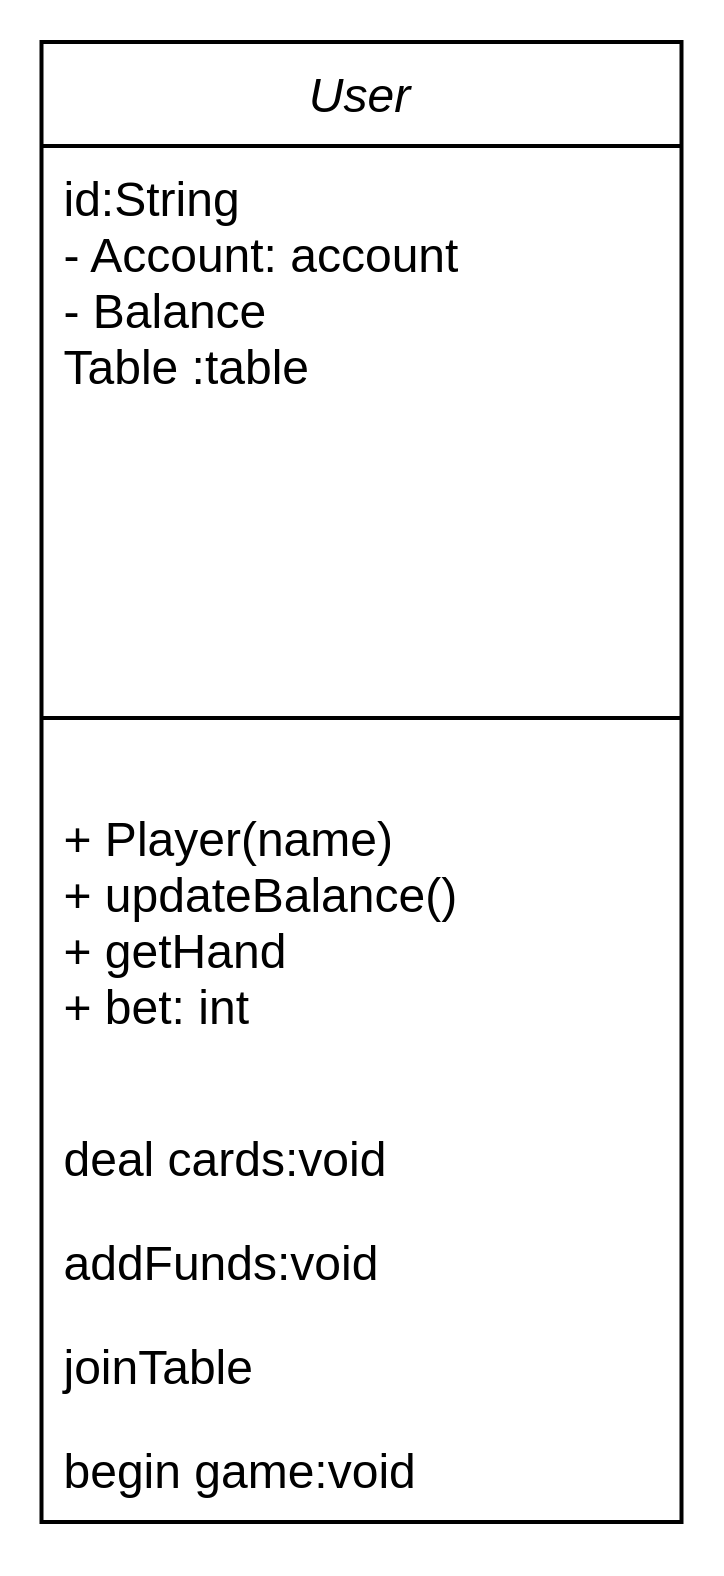 User
id:String
- Account: account
- Balance
Table :table
+ Player(name)
+ updateBalance()
+ getHand
+ bet: int
deal cards:void
addFunds:void
joinTable
begin game:void